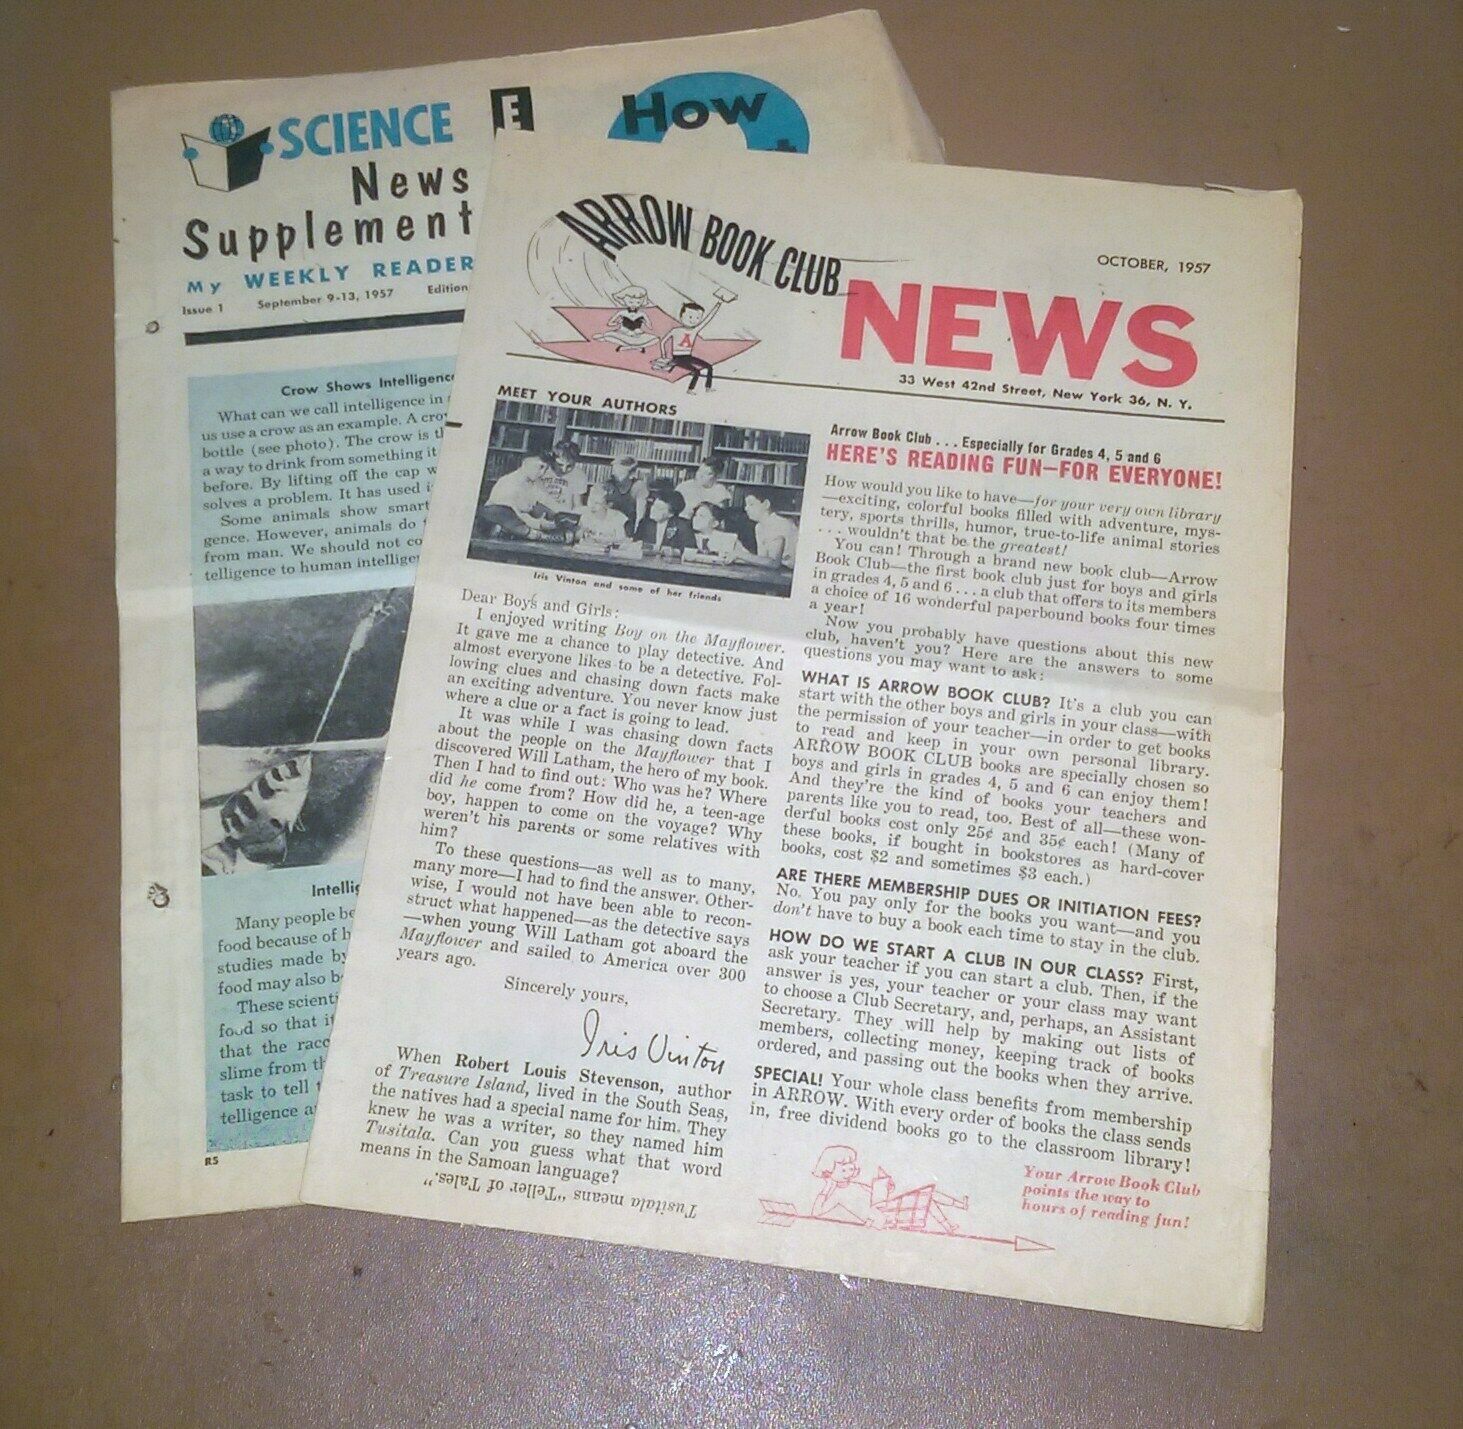 SCIENCE
News
Supplement
My WEEKLY READER
Issue 1 September 9-13, 1957 Edition
E
How
Crow Shows Intelligence
What can we call intelligence in
us use a crow as an example. A
bottle (see photo). The crow is
a way to drink from something it
before. By lifting off the cap
solves a problem. It has used
Some animals show smart
gence. However, animals do
from man. We should not
telligence to human
Many people
food because of
studies made by
food may also
These
food so that it
that the
slime from
task to tell
telligence
R5
ARROW BOOK CLUB
NEWS
OCTOBER, 1957
33 West 42nd Street, New York 36, N. Y.
A
MEET YOUR AUTHORS
Iris Vinton and some of her friends
Dear Boys and Girls:
I enjoyed writing Boy on the Mayflower.
It gave me a chance to play detective. And
almost everyone likes to be a detective. Fol-
lowing clues and chasing down facts make
an exciting adventure. You never know just
where a clue or a fact is going to lead.
It was while I was chasing down facts
about the people on the Mayflower that I
discovered Will Latham, the hero of my book.
Then I had to find out: Who was he? Where
did he come from? How did he, a teen-age
boy, happen to come on the voyage? Why
weren't his parents or some relatives with
him?
To these questions—as well as to many,
many more—I had to find the answer. Other-
wise, I would not have been able to recon-
struct what happened—as the detective says
—when young Will Latham got aboard the
Mayflower and sailed to America over 300
years ago.
Sincerely yours,
Iris Vinton
When Robert Louis Stevenson, author
of Treasure Island, lived in the South Seas,
the natives had a special name for him. They
knew he was a writer, so they named him
Tusitala. Can you guess what that word
means in the Samoan language?
Tusitala means "Teller of Tales."
Arrow Book Club . . . Especially for Grades 4, 5 and 6
HERE'S READING FUN—FOR EVERYONE!
How would you like to have—for your very own library
—exciting, colorful books filled with adventure, mys-
tery, sports thrills, humor, true-to-life animal stories
. . . wouldn't that be the greatest!
You can! Through a brand new book club—Arrow
Book Club—the first book club just for boys and girls
in grades 4, 5 and 6 . . . a club that offers to its members
a choice of 16 wonderful paperbound books four times
a year!
Now you probably have questions about this new
club, haven't you? Here are the answers to some
questions you may want to ask:
WHAT IS ARROW BOOK CLUB? It's a club you can
start with the other boys and girls in your class—with
the permission of your teacher—in order to get books
to read and keep in your own personal library.
ARROW BOOK CLUB books are specially chosen so
boys and girls in grades 4, 5 and 6 can enjoy them!
And they're the kind of books your teachers and
parents like you to read, too. Best of all—these won-
derful books cost only 25¢ and 35¢ each! (Many of
these books, if bought in bookstores as hard-cover
books, cost $2 and sometimes $3 each.)
ARE THERE MEMBERSHIP DUES OR INITIATION FEES?
No. You pay only for the books you want—and you
don't have to buy a book each time to stay in the club.
HOW DO WE START A CLUB IN OUR CLASS? First,
ask your teacher if you can start a club. Then, if the
answer is yes, your teacher or your class may want
to choose a Club Secretary, and, perhaps, an Assistant
Secretary. They will help by making out lists of
members, collecting money, keeping track of books
ordered, and passing out the books when they arrive.
SPECIAL! Your whole class benefits from membership
in ARROW. With every order of books the class sends
in, free dividend books go to the classroom library!
Your Arrow Book Club
points the way to
hours of reading fun!